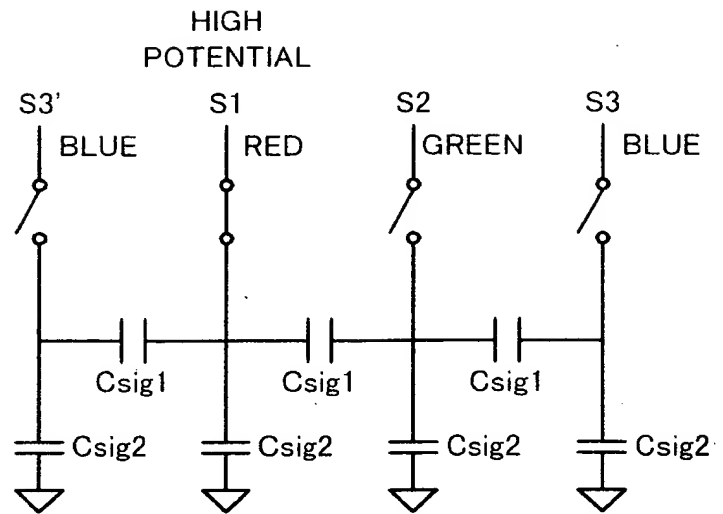 HIGH
POTENTIAL
S3' S1 S2 S3
BLUE RED GREEN BLUE
Csig1 Csig1 Csig1
Csig2 Csig2 Csig2 Csig2